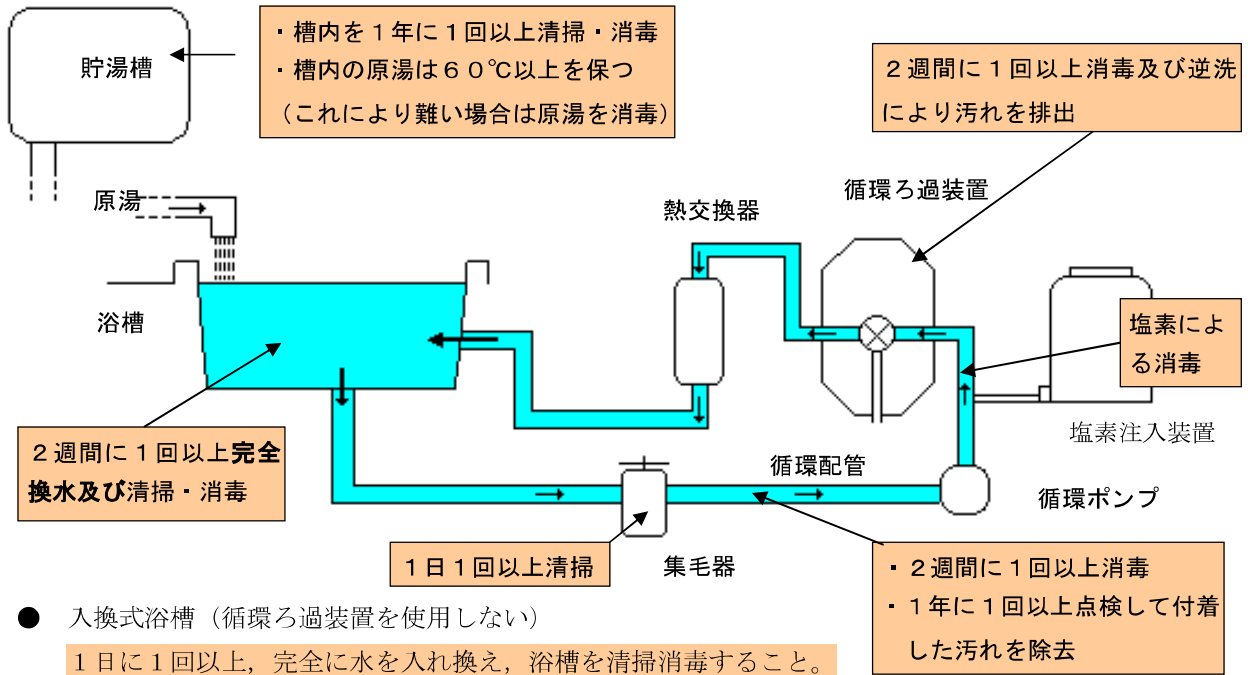 ・槽内を１年に１回以上清掃・消毒
・槽内の原湯は６０℃以上を保つ
（これにより難い場合は原湯を消毒）
貯湯槽
２週間に１回以上消毒及び逆洗
により汚れを排出
原湯
熱交換器
循環ろ過装置
浴槽
塩素によ
る消毒
塩素注入装置
２週間に１回以上完全
換水及び清掃・消毒
循環配管
循環ポンプ
１日１回以上清掃
集毛器
・２週間に１回以上消毒
・１年に１回以上点検して付着
した汚れを除去
● 入換式浴槽（循環ろ過装置を使用しない）
１日に１回以上，完全に水を入れ換え，浴槽を清掃消毒すること。